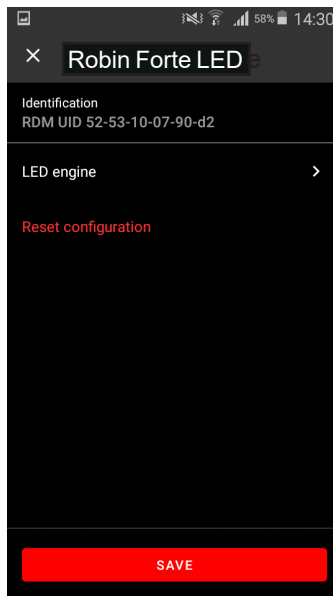 58% 14:30
Robin Forte LED
Identification
RDM UID 52-53-10-07-90-d2
LED engine
Reset configuration
SAVE